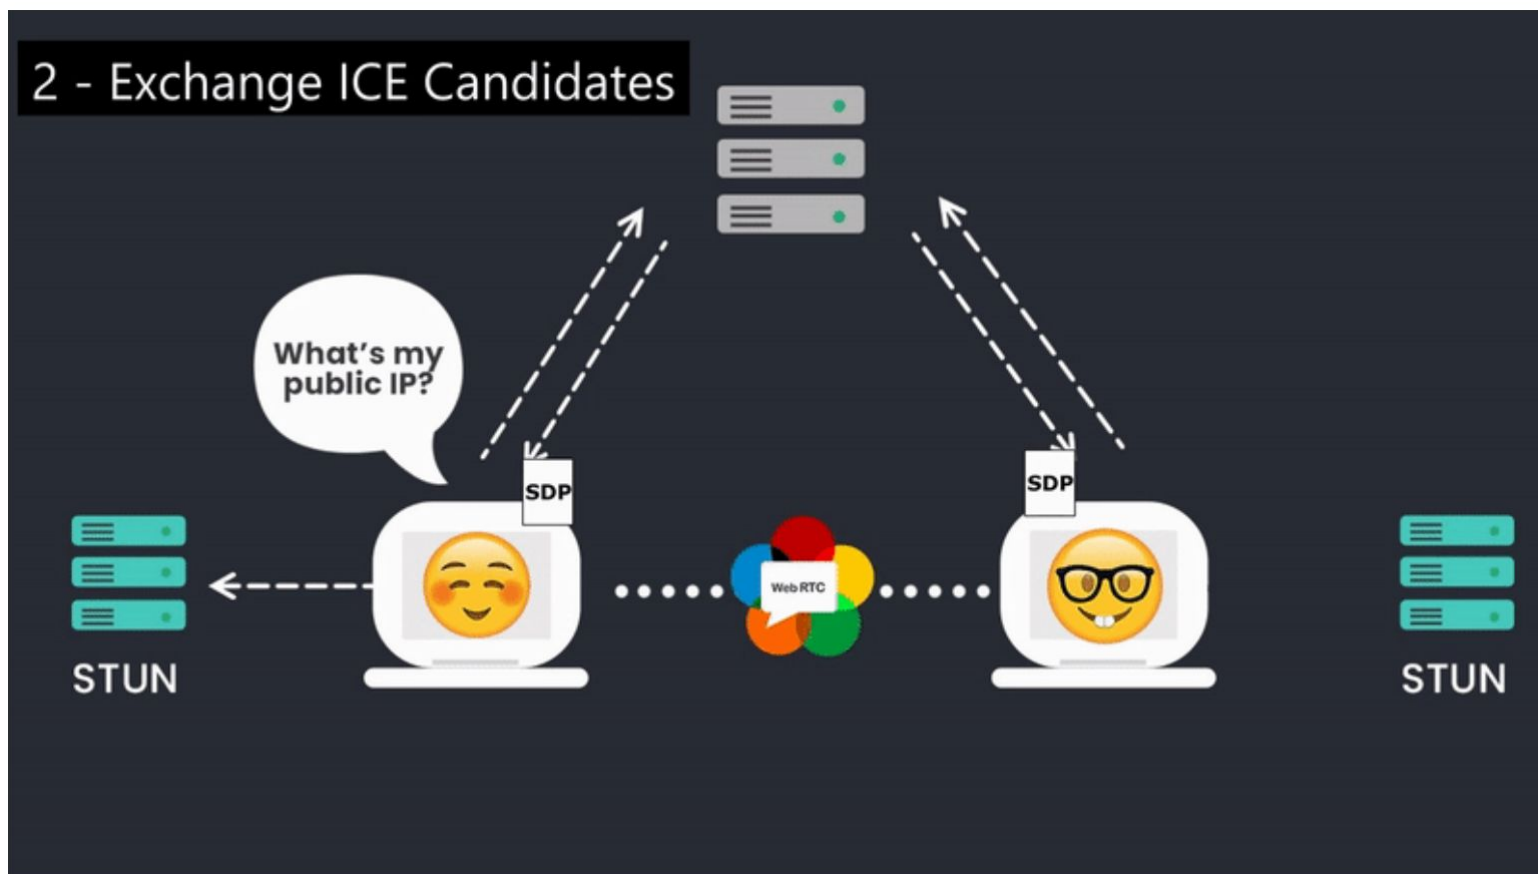 2 - Exchange ICE Candidates
What's my
public IP?
SDP
SDP
Web RTC
STUN
STUN